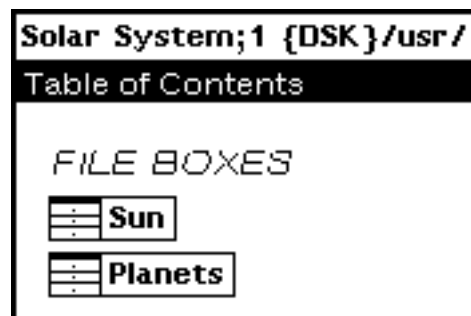 Solar System;1 {DSK}/usr/
Table of Contents
FILE BOXES
Sun
Planets